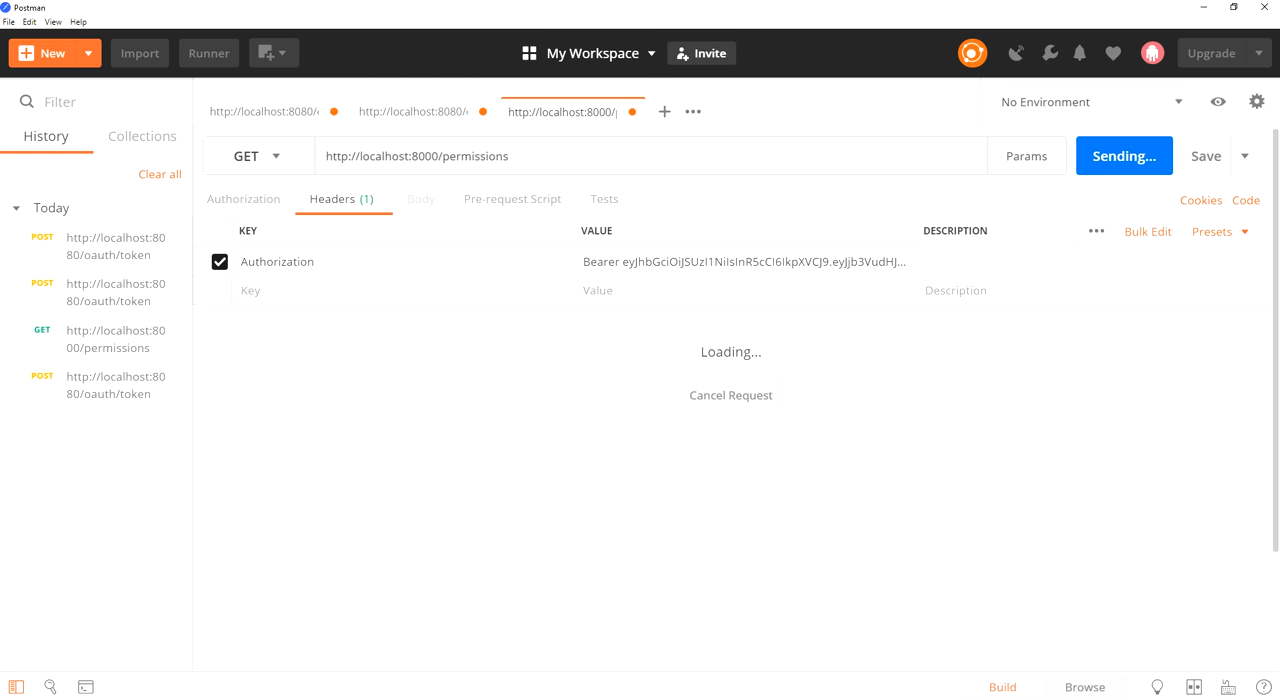 Postman
File Edit View Help
New Import Runner My Workspace Invite Upgrade
Filter
History Collections
Clear all
Today
POST http://localhost:80
80/oauth/token
POST http://localhost:80
80/oauth/token
GET http://localhost:80
00/permissions
POST http://localhost:80
80/oauth/token
http://localhost:8080/ http://localhost:8080/ http://localhost:8000/ No Environment
GET http://localhost:8000/permissions Params Sending... Save
Authorization Headers (1) Body Pre-request Script Tests Cookies Code
KEY VALUE DESCRIPTION Bulk Edit Presets
Authorization Bearer eyJhbGciOiJSUzI1NiIsInR5cCI6IkpXVCJ9.eyJjb3VudHJ...
Key Value Description
Loading...
Cancel Request
Build Browse